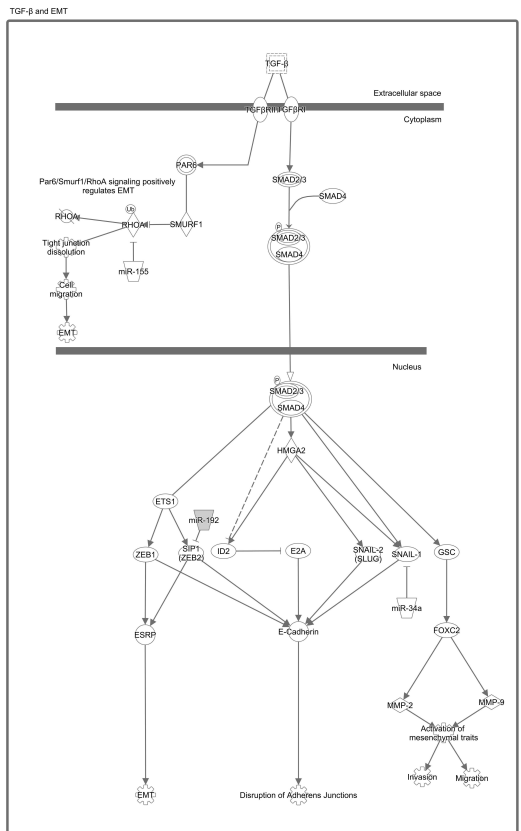 TGF-β and EMT
TGF-β
Extracellular space
TGFβRII
TGFβRI
Cytoplasm
PAR6
SMAD2/3
Par6/Smurf1/RhoA signaling positively
regulates EMT
SMAD4
Ub
RHOA
RHOA
SMURF1
P
SMAD2/3
SMAD4
Tight junction
dissolution
miR-155
Cell
migration
EMT
Nucleus
P
SMAD2/3
SMAD4
HMGA2
ETS1
miR-192
ZEB1
SIP1
(ZEB2)
ID2
E2A
SNAIL-2
(SLUG)
SNAIL-1
GSC
miR-34a
ESRP
E-Cadherin
FOXC2
MMP-2
MMP-9
Activation of
mesenchymal traits
Invasion
Migration
EMT
Disruption of Adherens Junctions